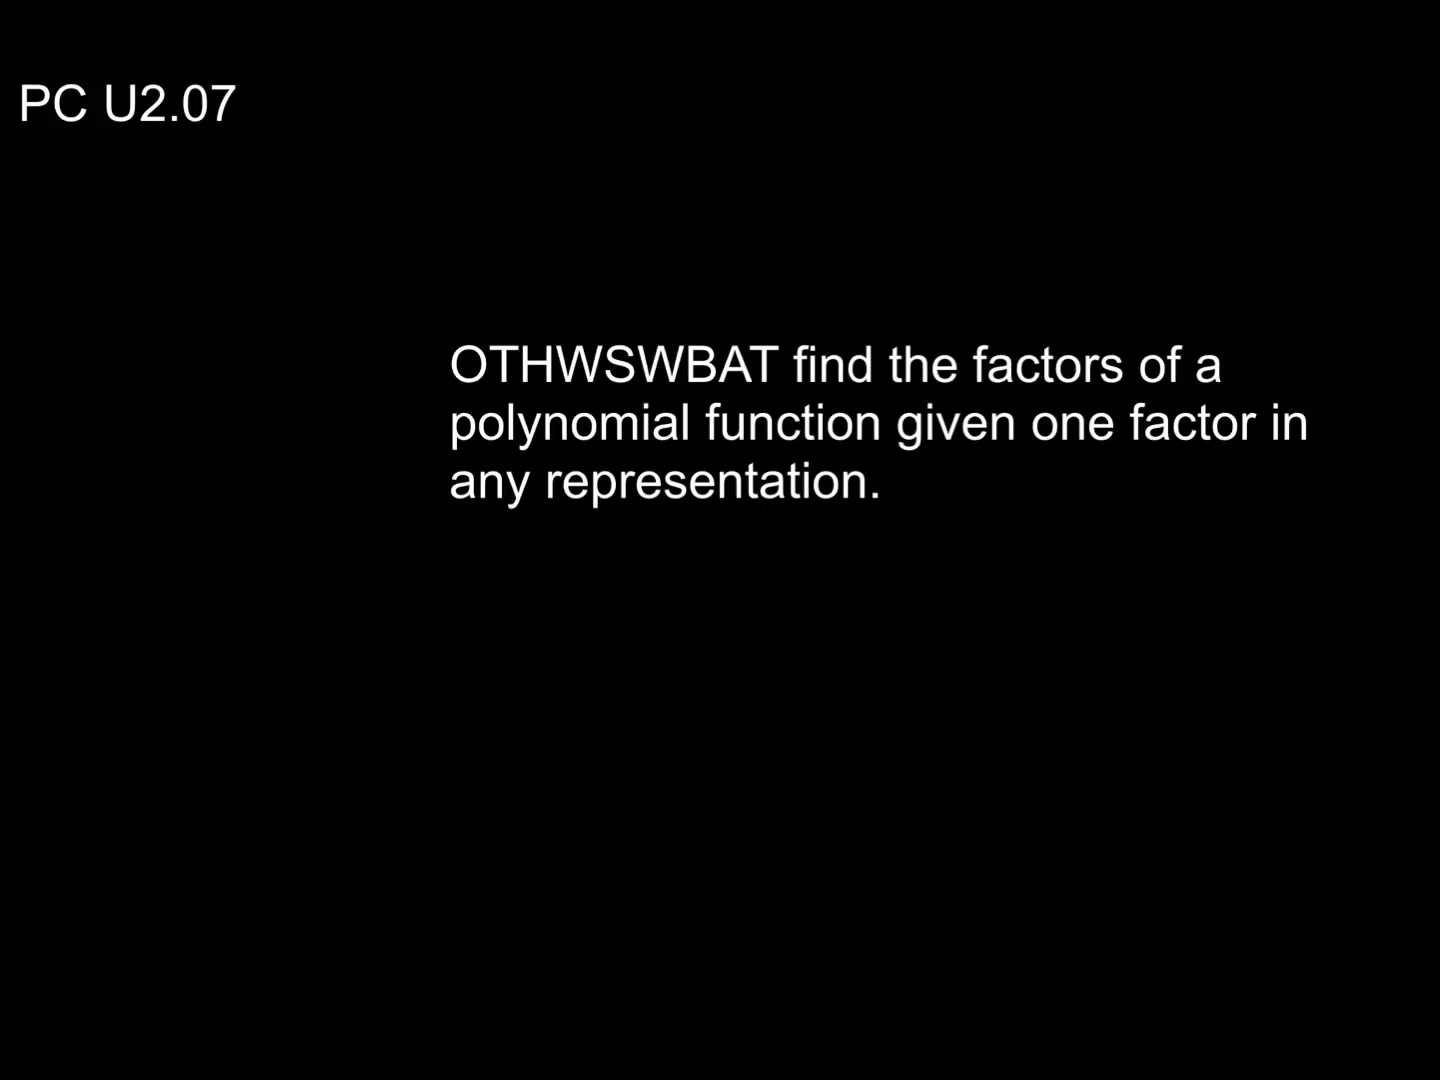 PC U2.07
OTHWSWBAT find the factors of a
polynomial function given one factor in
any representation.